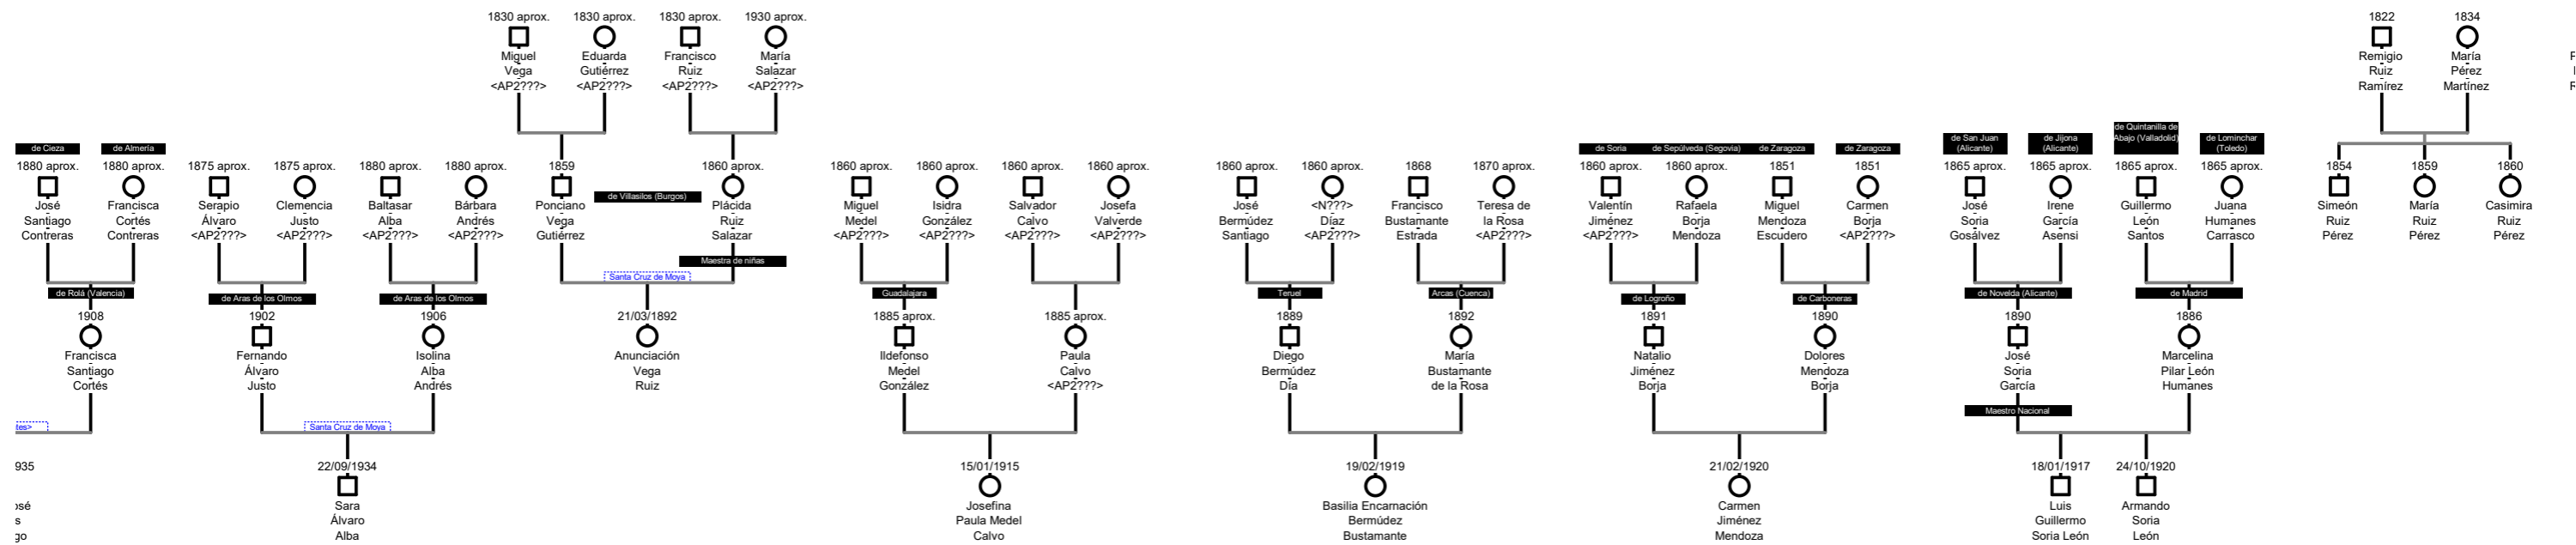 1830 aprox. 1830 aprox. 1830 aprox. 1930 aprox. 1822 1834
Miguel Eduarda Francisco María Remigio María
Vega Gutiérrez Ruiz Salazar Ruiz Pérez
<AP2???> <AP2???> <AP2???> <AP2???> Ramírez Martínez
de Quintanilla de
de San Juan de Jijona Abajo (Valladolid) de Lominchar
de Cieza de Almería de Soria de Sepúlveda (Segovia) de Zaragoza de Zaragoza (Alicante) (Alicante) (Toledo)
1880 aprox. 1880 aprox. 1875 aprox. 1875 aprox. 1880 aprox. 1880 aprox. 1859 1860 aprox. 1860 aprox. 1860 aprox. 1860 aprox. 1860 aprox. 1860 aprox. 1860 aprox. 1868 1870 aprox. 1860 aprox. 1860 aprox. 1851 1851 1865 aprox. 1865 aprox. 1865 aprox. 1865 aprox. 1854 1859 1860
de Villasilos (Burgos)
José Francisca Serapio Clemencia Baltasar Bárbara Ponciano Plácida Miguel Isidra Salvador Josefa José <N???> Francisco Teresa de Valentín Rafaela Miguel Carmen José Irene Guillermo Juana Simeón María Casimira
Santiago Cortés Álvaro Justo Alba Andrés Vega Ruiz Medel González Calvo Valverde Bermúdez Díaz Bustamante la Rosa Jiménez Borja Mendoza Borja Soria García León Humanes Ruiz Ruiz Ruiz
Contreras Contreras <AP2???> <AP2???> <AP2???> <AP2???> Gutiérrez Salazar <AP2???> <AP2???> <AP2???> <AP2???> Santiago <AP2???> Estrada <AP2???> <AP2???> Mendoza Escudero <AP2???> Gosálvez Asensi Santos Carrasco Pérez Pérez Pérez
Maestra de niñas
Santa Cruz de Moya
de Rolá (Valencia) de Aras de los Olmos de Aras de los Olmos Guadalajara Teruel Arcas (Cuenca) de Logroño de Carboneras de Novelda (Alicante) de Madrid
1908 1902 1906 21/03/1892 1885 aprox. 1885 aprox. 1889 1892 1891 1890 1890 1886
Francisca Fernando Isolina Anunciación Ildefonso Paula Diego María Natalio Dolores José Marcelina
Santiago Álvaro Alba Vega Medel Calvo Bermúdez Bustamante Jiménez Mendoza Soria Pilar León
Cortés Justo Andrés Ruiz González <AP2???> Día de la Rosa Borja Borja García Humanes
Maestro Nacional
tes> Santa Cruz de Moya
935 22/09/1934 15/01/1915 19/02/1919 21/02/1920 18/01/1917 24/10/1920
Sara Josefina Basilia Encarnación Carmen Luis Armando
s Álvaro Paula Medel Bermúdez Jiménez Guillermo Soria
go Alba Calvo Bustamante Mendoza Soria León León